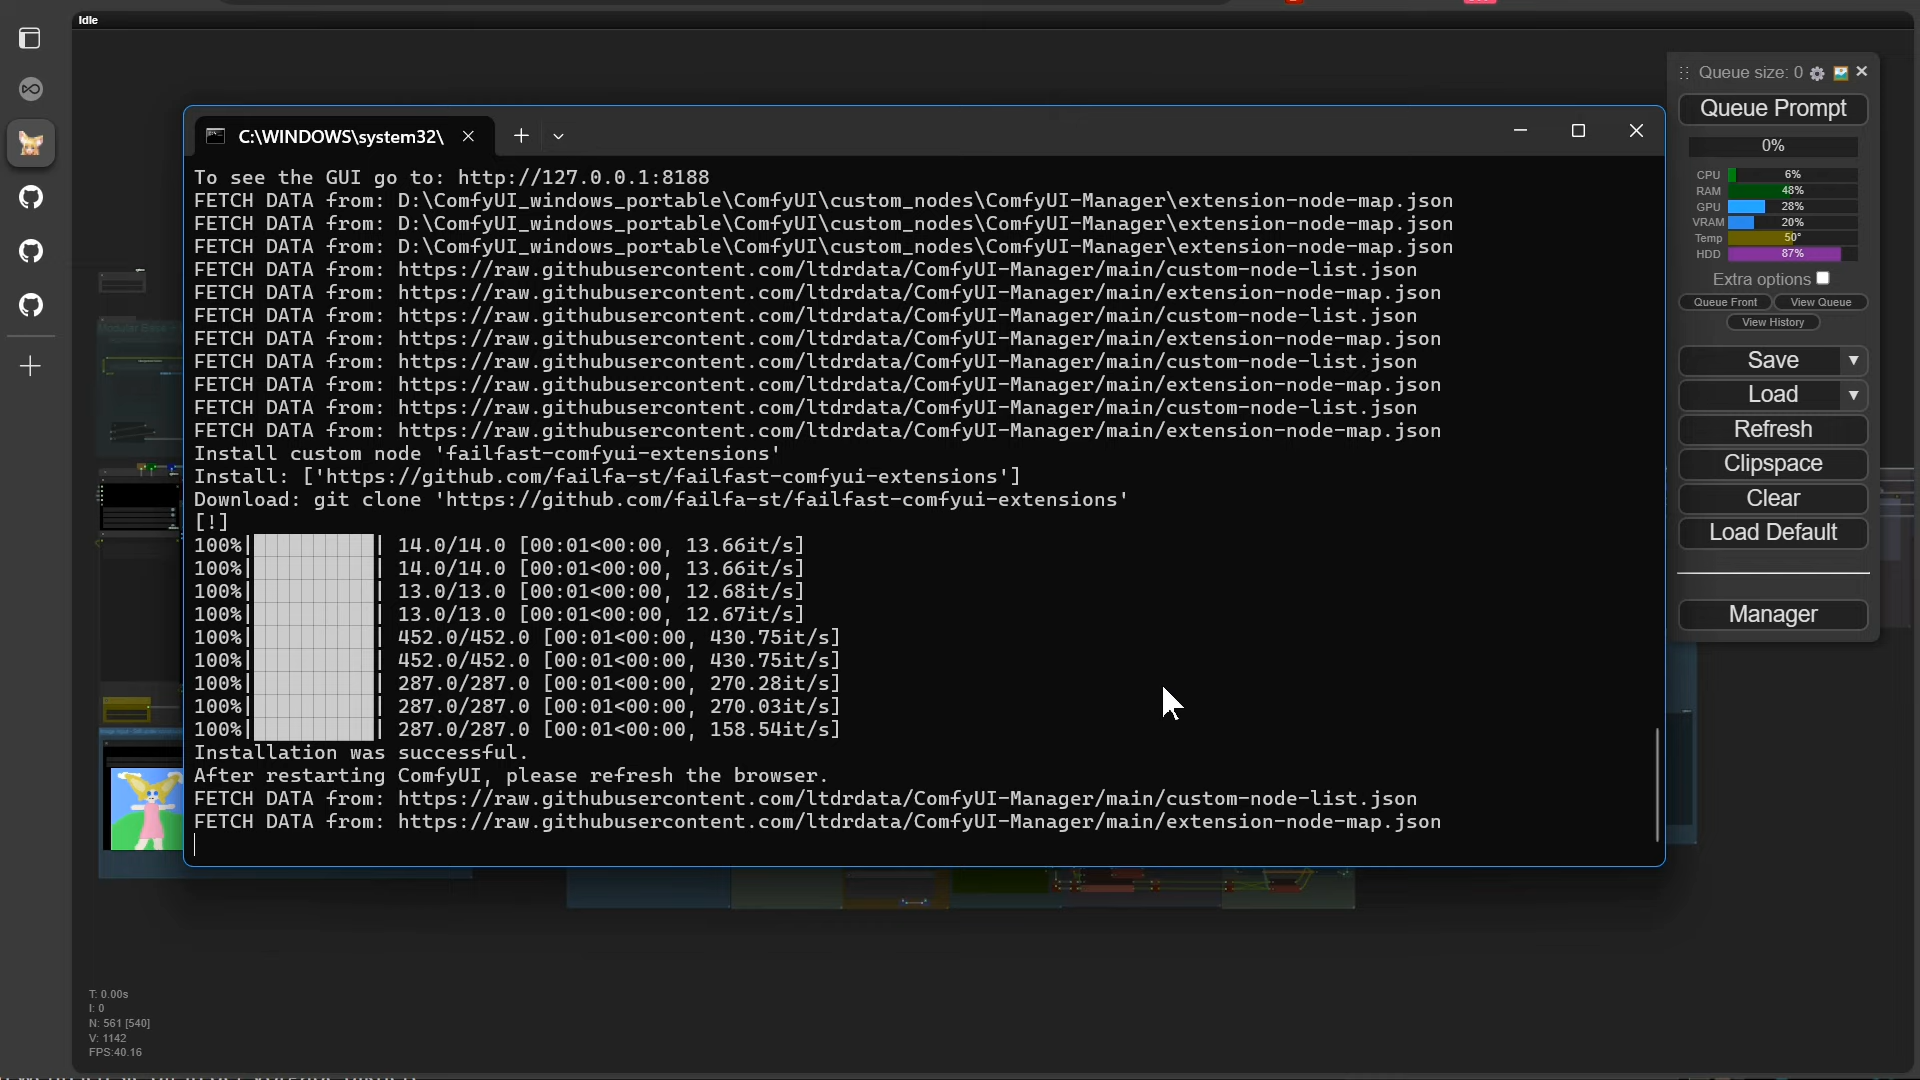 Idle
C:\WINDOWS\system32\
To see the GUI go to: http://127.0.0.1:8188
FETCH DATA from: D:\ComfyUI_windows_portable\ComfyUI\custom_nodes\ComfyUI-Manager\extension-node-map.json
FETCH DATA from: D:\ComfyUI_windows_portable\ComfyUI\custom_nodes\ComfyUI-Manager\extension-node-map.json
FETCH DATA from: D:\ComfyUI_windows_portable\ComfyUI\custom_nodes\ComfyUI-Manager\extension-node-map.json
FETCH DATA from: https://raw.githubusercontent.com/ltdrdata/ComfyUI-Manager/main/custom-node-list.json
FETCH DATA from: https://raw.githubusercontent.com/ltdrdata/ComfyUI-Manager/main/extension-node-map.json
FETCH DATA from: https://raw.githubusercontent.com/ltdrdata/ComfyUI-Manager/main/custom-node-list.json
FETCH DATA from: https://raw.githubusercontent.com/ltdrdata/ComfyUI-Manager/main/extension-node-map.json
FETCH DATA from: https://raw.githubusercontent.com/ltdrdata/ComfyUI-Manager/main/custom-node-list.json
FETCH DATA from: https://raw.githubusercontent.com/ltdrdata/ComfyUI-Manager/main/extension-node-map.json
FETCH DATA from: https://raw.githubusercontent.com/ltdrdata/ComfyUI-Manager/main/custom-node-list.json
FETCH DATA from: https://raw.githubusercontent.com/ltdrdata/ComfyUI-Manager/main/extension-node-map.json
Install custom node 'failfast-comfyui-extensions'
Install: ['https://github.com/failfa-st/failfast-comfyui-extensions']
Download: git clone 'https://github.com/failfa-st/failfast-comfyui-extensions'
[!]
100%| | 14.0/14.0 [00:01<00:00, 13.66it/s]
100%| | 14.0/14.0 [00:01<00:00, 13.66it/s]
100%| | 13.0/13.0 [00:01<00:00, 12.68it/s]
100%| | 13.0/13.0 [00:01<00:00, 12.67it/s]
100%| | 452.0/452.0 [00:01<00:00, 430.75it/s]
100%| | 452.0/452.0 [00:01<00:00, 430.75it/s]
100%| | 287.0/287.0 [00:01<00:00, 270.28it/s]
100%| | 287.0/287.0 [00:01<00:00, 270.03it/s]
100%| | 287.0/287.0 [00:01<00:00, 158.54it/s]
Installation was successful.
After restarting ComfyUI, please refresh the browser.
FETCH DATA from: https://raw.githubusercontent.com/ltdrdata/ComfyUI-Manager/main/custom-node-list.json
FETCH DATA from: https://raw.githubusercontent.com/ltdrdata/ComfyUI-Manager/main/extension-node-map.json
Queue size: 0
Queue Prompt
0%
CPU 6%
RAM 48%
GPU 28%
VRAM 20%
Temp 50°
HDD 87%
Extra options
Queue Front View Queue
View History
Save
Load
Refresh
Clipspace
Clear
Load Default
Manager
T: 0.00s
I: 0
N: 561 [540]
V: 1142
FPS:40.16